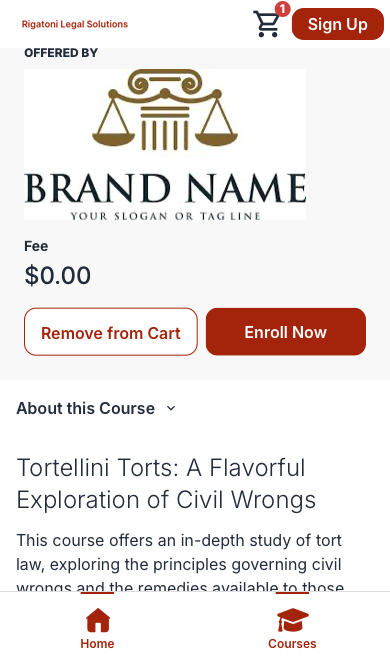 Rigatoni Legal Solutions
1
Sign Up
OFFERED BY
BRAND NAME
YOUR SLOGAN OR TAG LINE
Fee
$0.00
Remove from Cart
Enroll Now
About this Course
Tortellini Torts: A Flavorful
Exploration of Civil Wrongs
This course offers an in-depth study of tort
law, exploring the principles governing civil
wrongs and the remedies available to those
Home
Courses